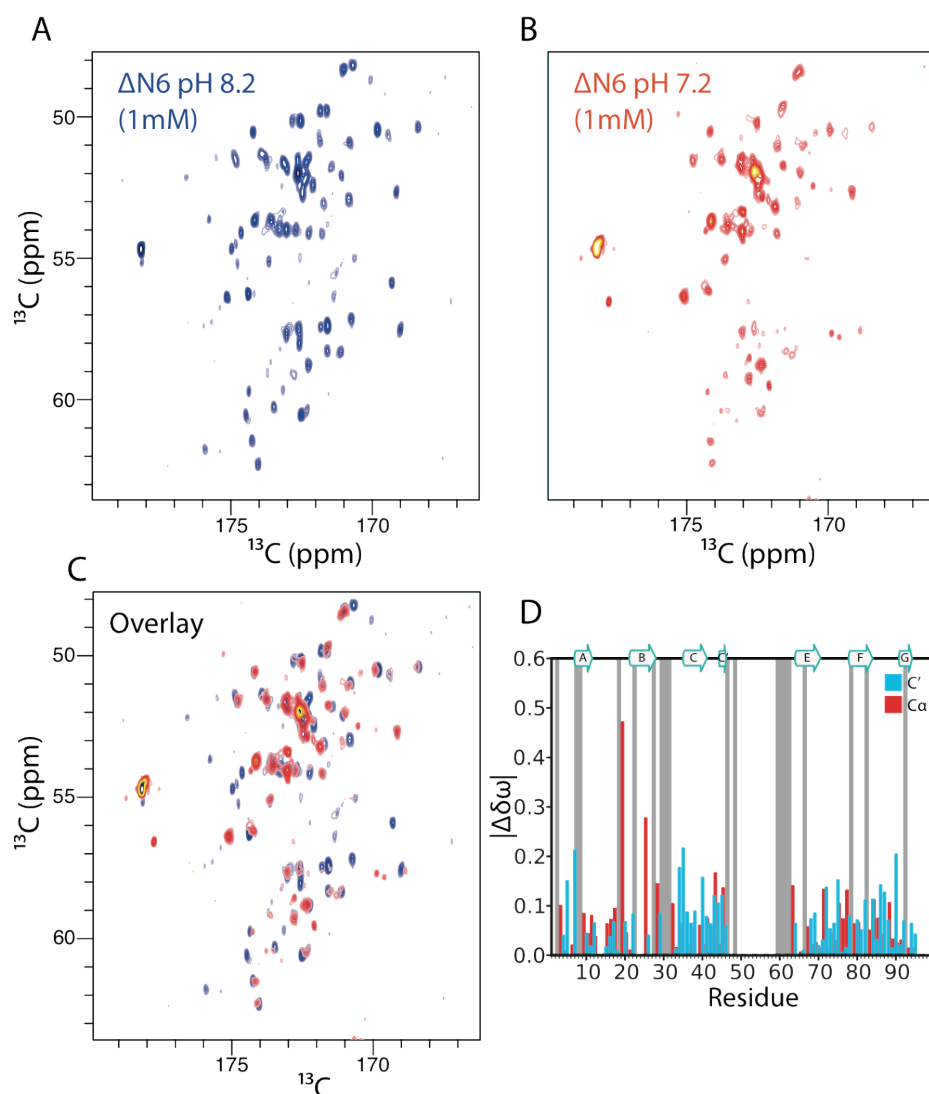 A
B
ΔN6 pH 8.2
(1mM)
ΔN6 pH 7.2
(1mM)
50
55
60
¹³C (ppm)
175
170
¹³C (ppm)
175
170
¹³C (ppm)
C
Overlay
50
55
60
¹³C (ppm)
175
170
¹³C
D
A
B
C
C'
E
F
G
C′
Cα
0.6
0.5
0.4
0.3
0.2
0.1
0.0
|Δδω|
10
20
30
40
50
60
70
80
90
Residue